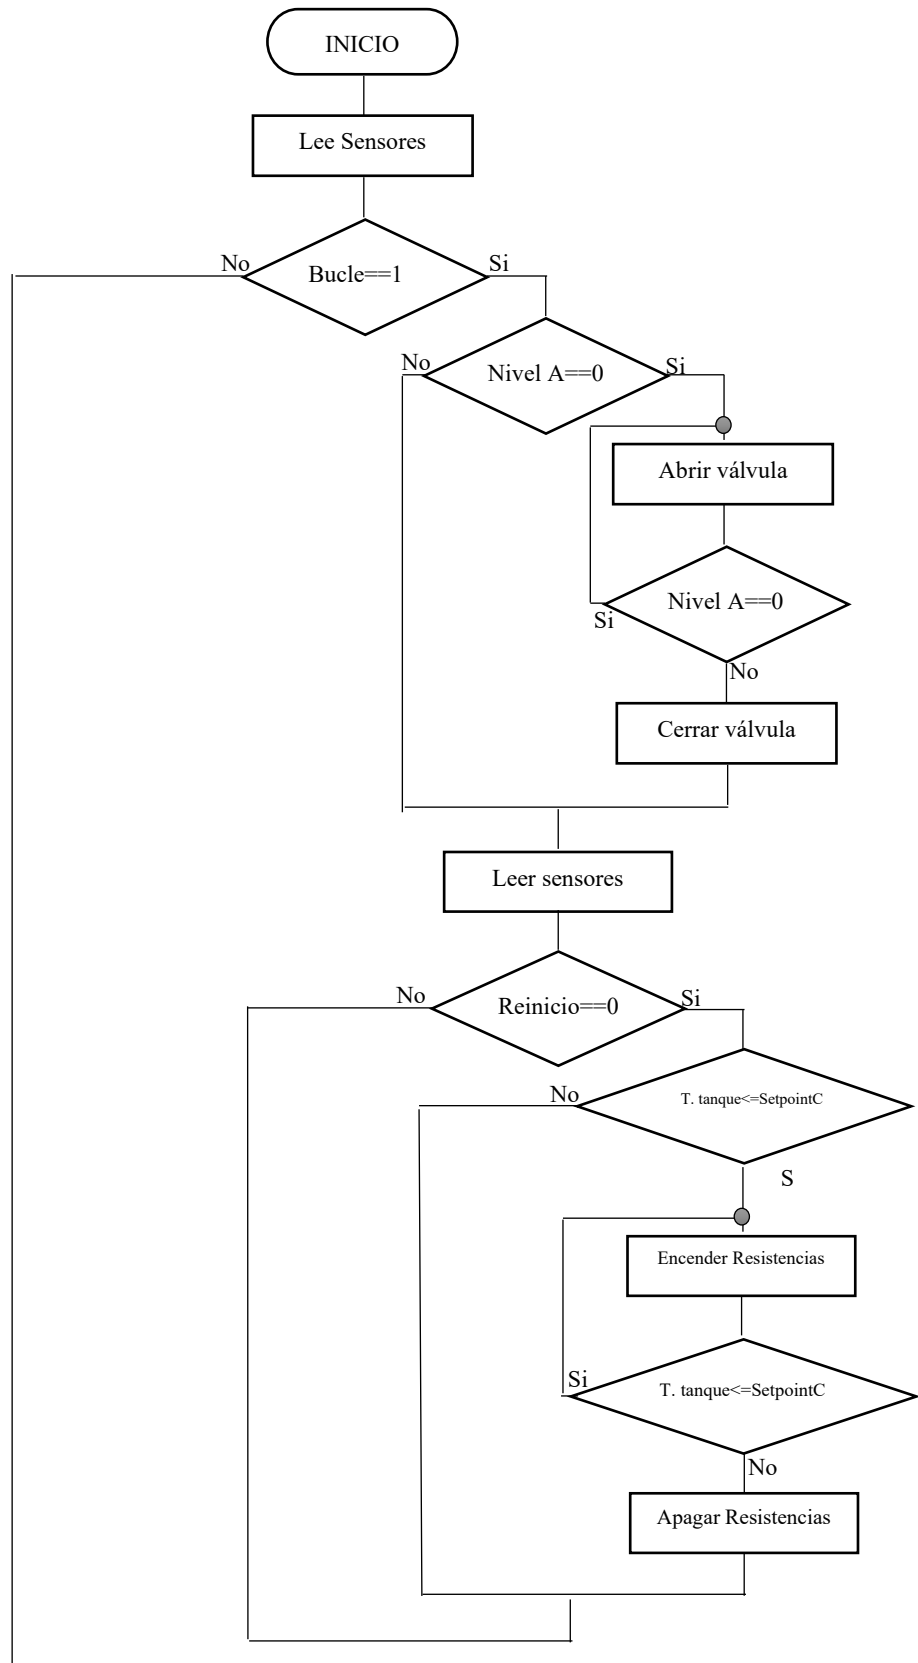 INICIO
Lee Sensores
No
Si
Bucle==1
No
Si
Nivel A==0
Abrir válvula
Nivel A==0
Si
No
Cerrar válvula
Leer sensores
No
Si
Reinicio==0
No
T. tanque<=SetpointC
S
Encender Resistencias
Si
T. tanque<=SetpointC
No
Apagar Resistencias